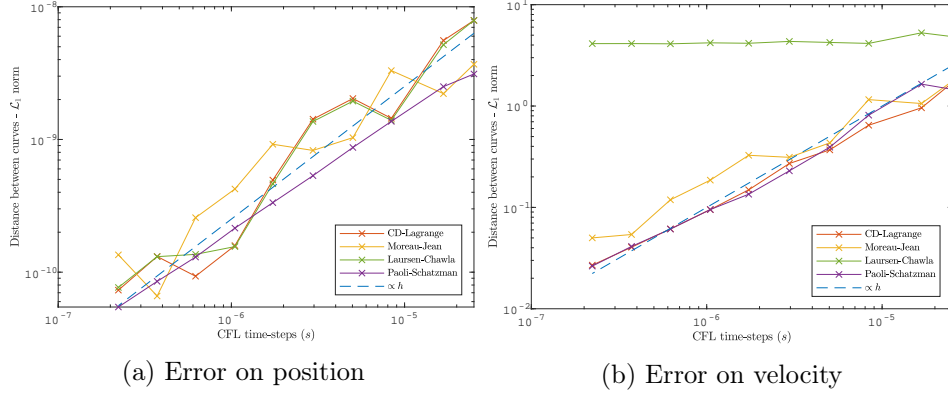 10^-8
10^-9
10^-10
Distance between curves - 𝓛₁ norm
CD-Lagrange
Moreau-Jean
Laursen-Chawla
Paoli-Schatzman
∝ h
10^-7
10^-6
10^-5
CFL time-steps (s)
(a) Error on position
10^1
10^0
10^-1
10^-2
Distance between curves - 𝓛₁ norm
CD-Lagrange
Moreau-Jean
Laursen-Chawla
Paoli-Schatzman
∝ h
10^-7
10^-6
10^-5
CFL time-steps (s)
(b) Error on velocity